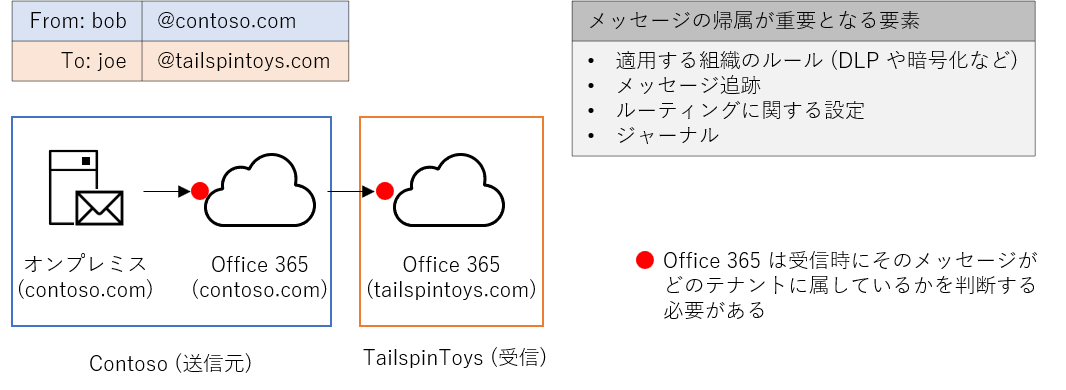 From: bob @contoso.com
To: joe @tailspintoys.com
メッセージの帰属が重要となる要素
• 適用する組織のルール (DLP や暗号化など)
• メッセージ追跡
• ルーティングに関する設定
• ジャーナル
オンプレミス
(contoso.com)
Office 365
(contoso.com)
Office 365
(tailspintoys.com)
Contoso (送信元)
TailspinToys (受信)
Office 365 は受信時にそのメッセージが
どのテナントに属しているかを判断する
必要がある